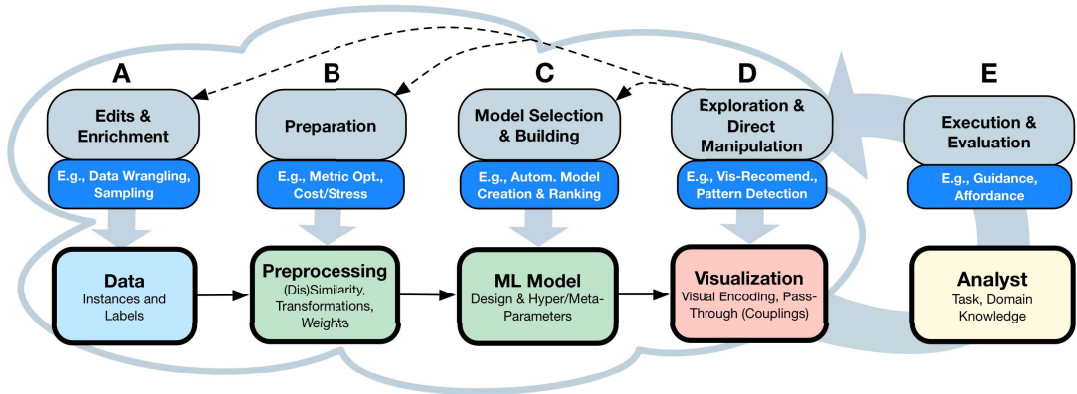 A
B
C
D
E
Edits &
Enrichment
Preparation
Model Selection
& Building
Exploration &
Direct
Manipulation
Execution &
Evaluation
E.g., Data Wrangling,
Sampling
E.g., Metric Opt.,
Cost/Stress
E.g., Autom. Model
Creation & Ranking
E.g., Vis-Recomend.,
Pattern Detection
E.g., Guidance,
Affordance
Data
Instances and
Labels
Preprocessing
(Dis)Similarity,
Transformations,
Weights
ML Model
Design & Hyper/Meta-
Parameters
Visualization
Visual Encoding, Pass-
Through (Couplings)
Analyst
Task, Domain
Knowledge